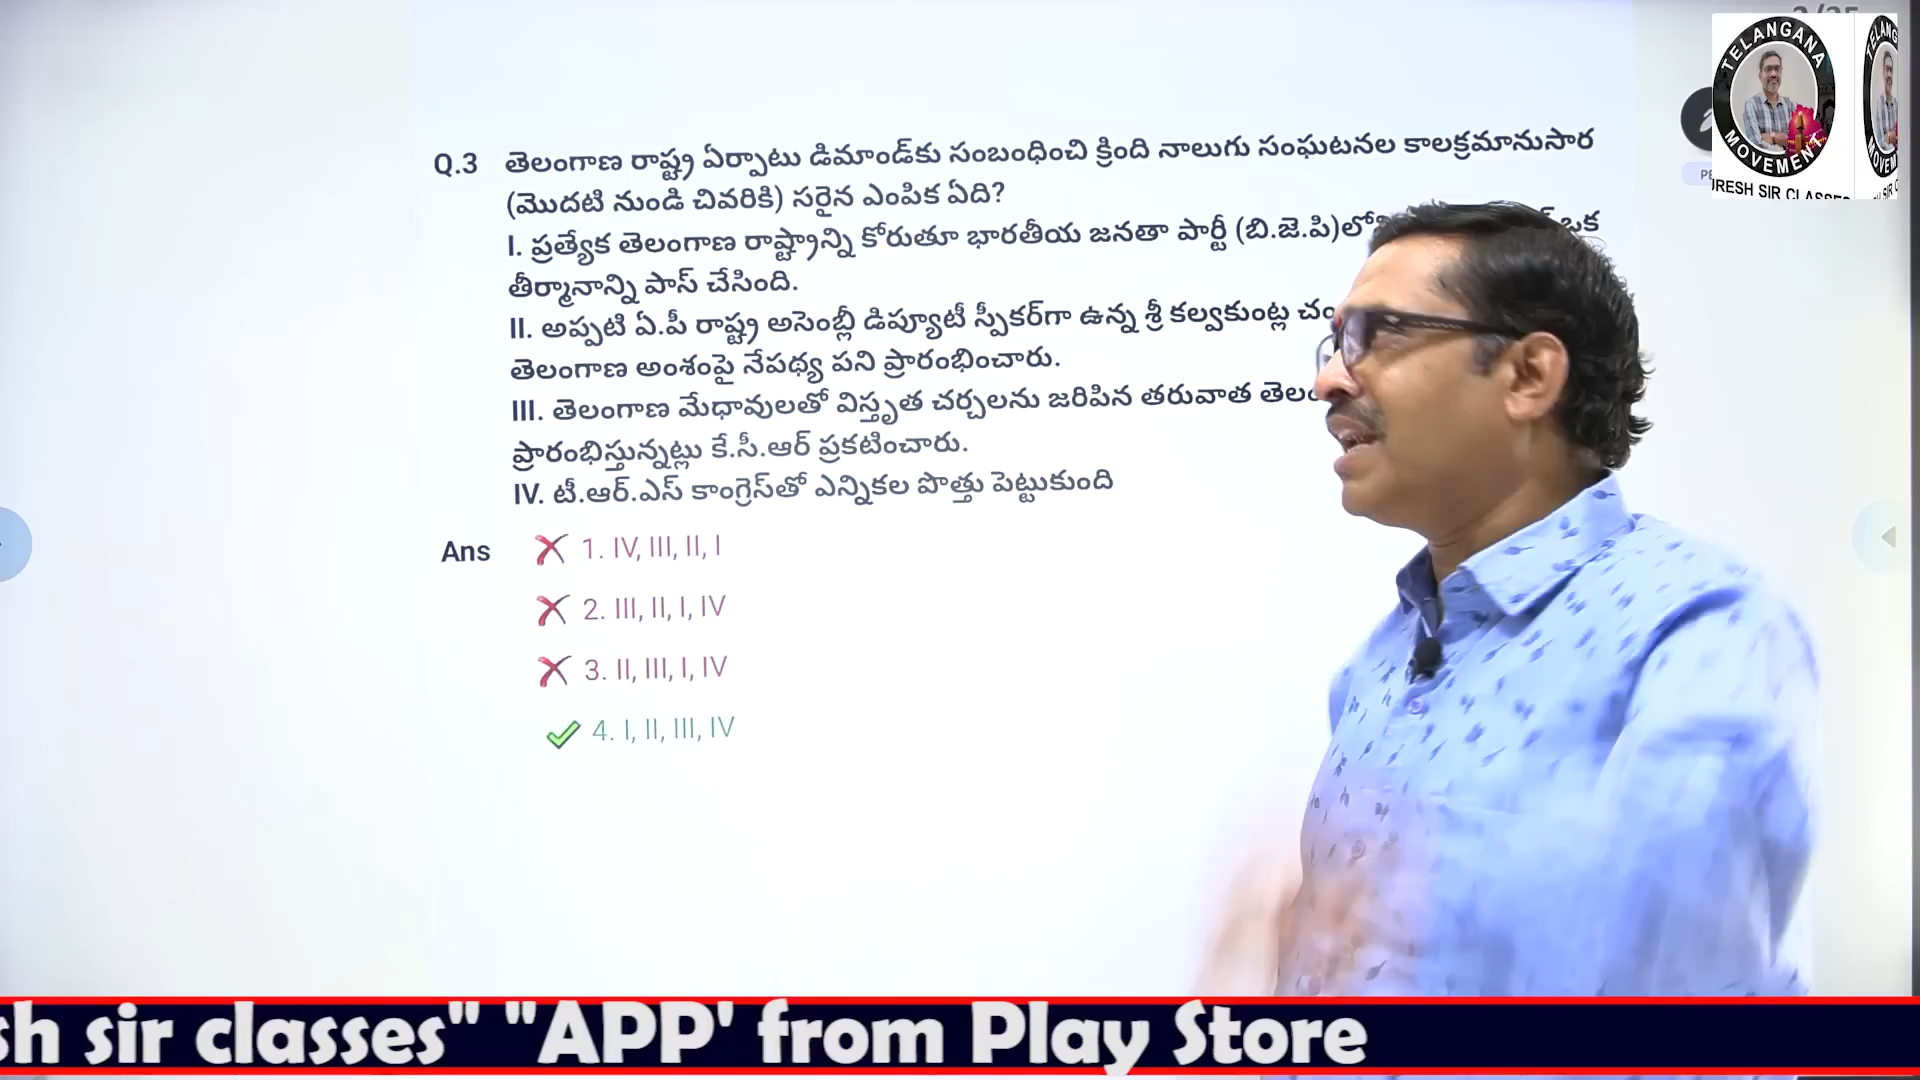 TELANGANA
MOVEMENT
URESH SIR CLASSES
Q.3 తెలంగాణ రాష్ట్ర ఏర్పాటు డిమాండ్‌కు సంబంధించి క్రింది నాలుగు సంఘటనల కాలక్రమానుసార
(మొదటి నుండి చివరికి) సరైన ఎంపిక ఏది?
I. ప్రత్యేక తెలంగాణ రాష్ట్రాన్ని కోరుతూ భారతీయ జనతా పార్టీ (బి.జె.పి)లో ఒక
తీర్మానాన్ని పాస్ చేసింది.
II. అప్పటి ఏ.పీ రాష్ట్ర అసెంబ్లీ డిప్యూటీ స్పీకర్‌గా ఉన్న శ్రీ కల్వకుంట్ల
తెలంగాణ అంశంపై నేపథ్య పని ప్రారంభించారు.
III. తెలంగాణ మేధావులతో విస్తృత చర్చలను జరిపిన తరువాత
ప్రారంభిస్తున్నట్లు కే.సీ.ఆర్ ప్రకటించారు.
IV. టీ.ఆర్.ఎస్ కాంగ్రెస్‌తో ఎన్నికల పొత్తు పెట్టుకుంది
Ans
1. IV, III, II, I
2. III, II, I, IV
3. II, III, I, IV
4. I, II, III, IV
sh sir classes" "APP' from Play Store